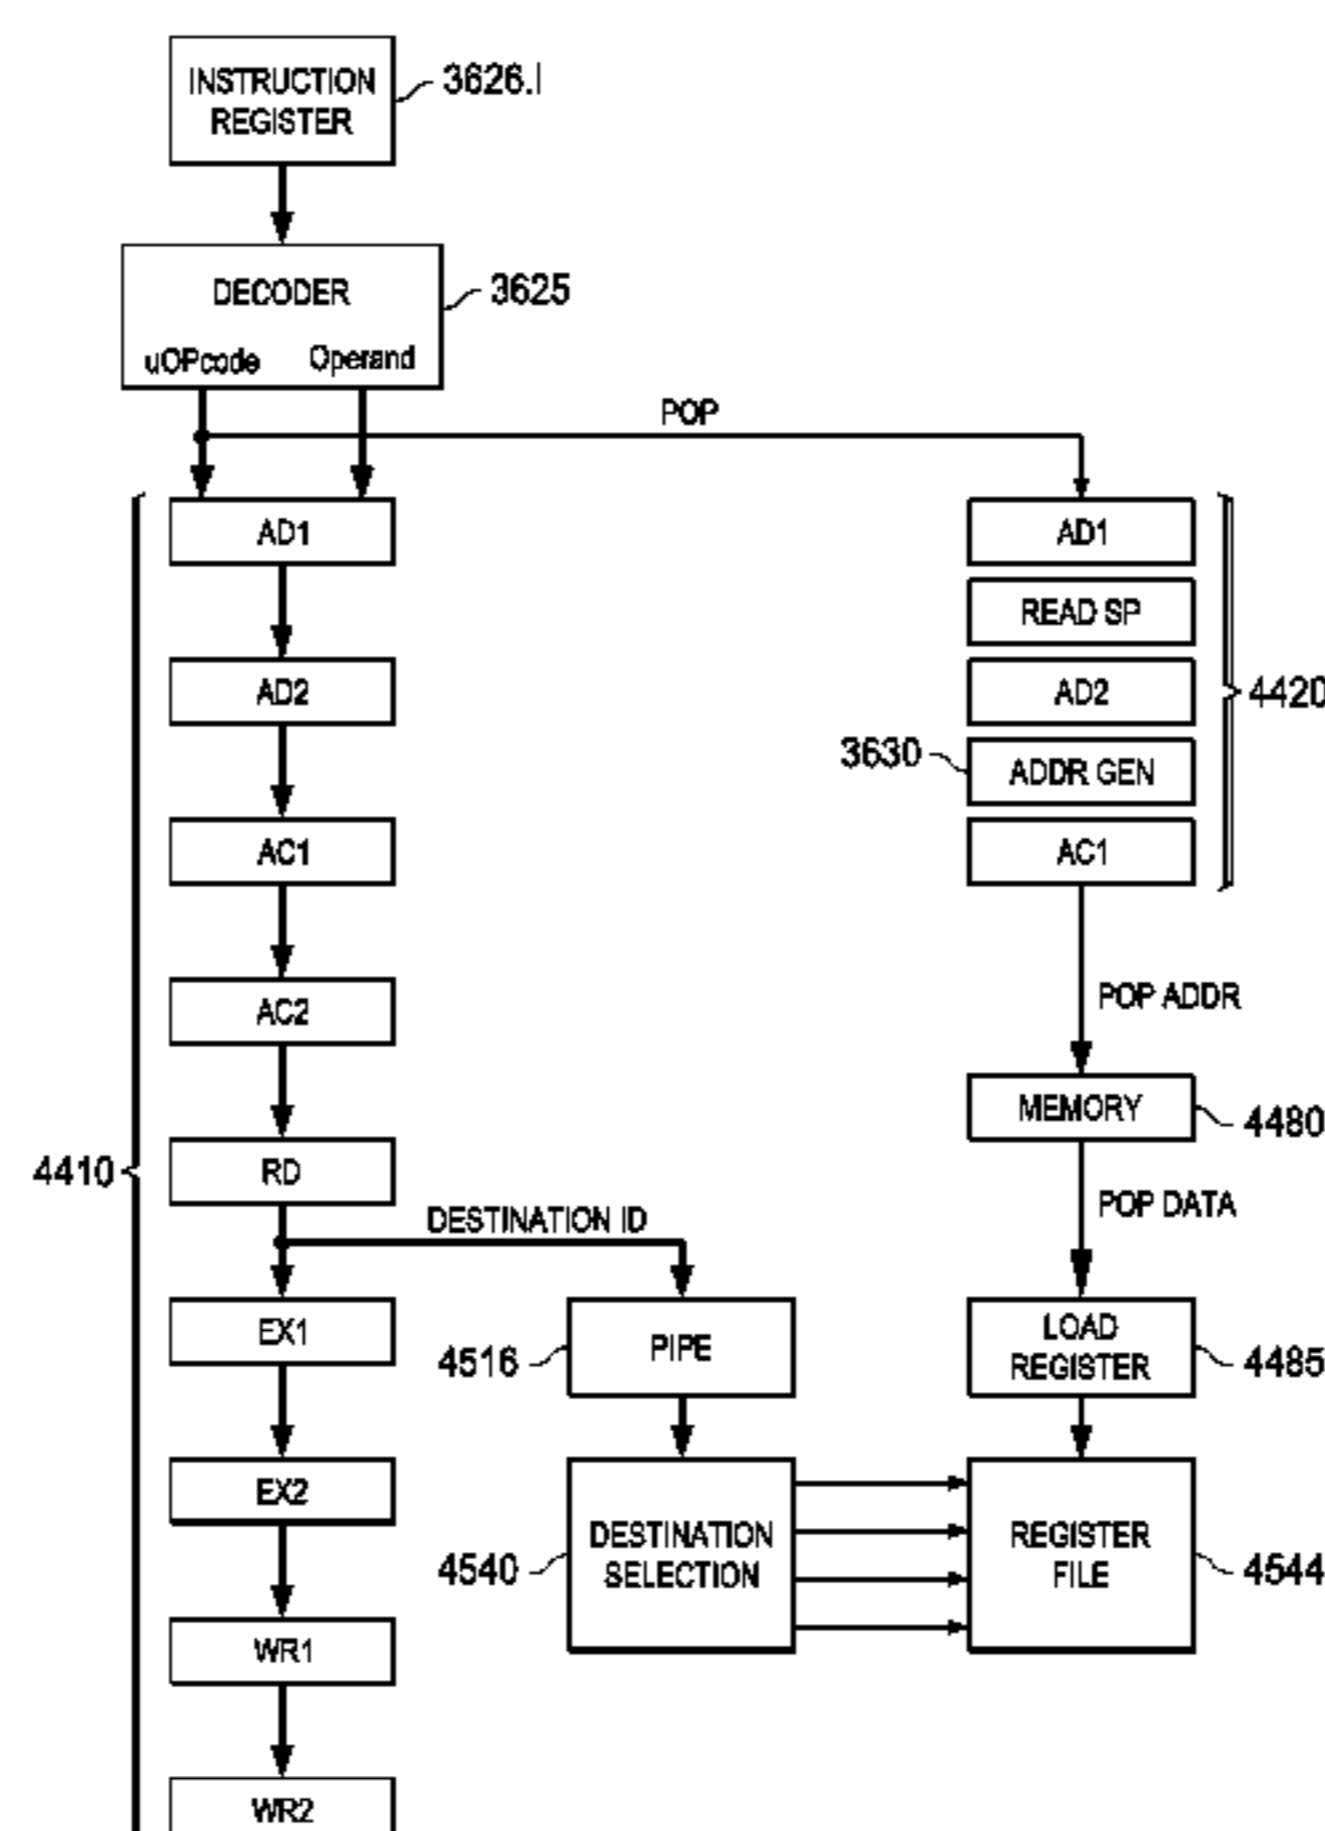 INSTRUCTION
REGISTER
3626.I
DECODER
3625
uOPcode
Operand
POP
AD1
AD2
AC1
AC2
RD
4410
DESTINATION ID
EX1
EX2
WR1
WR2
AD1
READ SP
AD2
3630
ADDR GEN
AC1
4420
POP ADDR
MEMORY
4480
POP DATA
4516
PIPE
LOAD
REGISTER
4485
4540
DESTINATION
SELECTION
REGISTER
FILE
4544